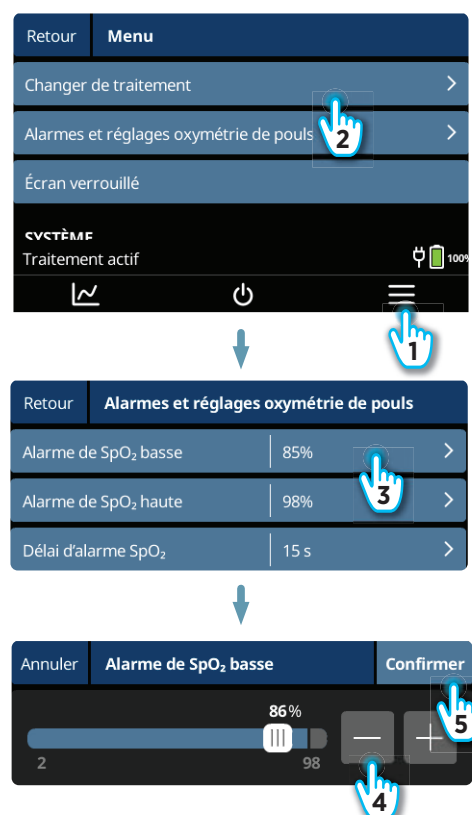 Retour Menu
Changer de traitement
2
Alarmes et réglages oxymétrie de pouls
Écran verrouillé
SYSTÈME
Traitement actif 100%
1
Retour Alarmes et réglages oxymétrie de pouls
Alarme de SpO₂ basse 85%
3
Alarme de SpO₂ haute 98%
Délai d'alarme SpO₂ 15 s
Annuler Alarme de SpO₂ basse Confirmer
5
86%
2 98
4